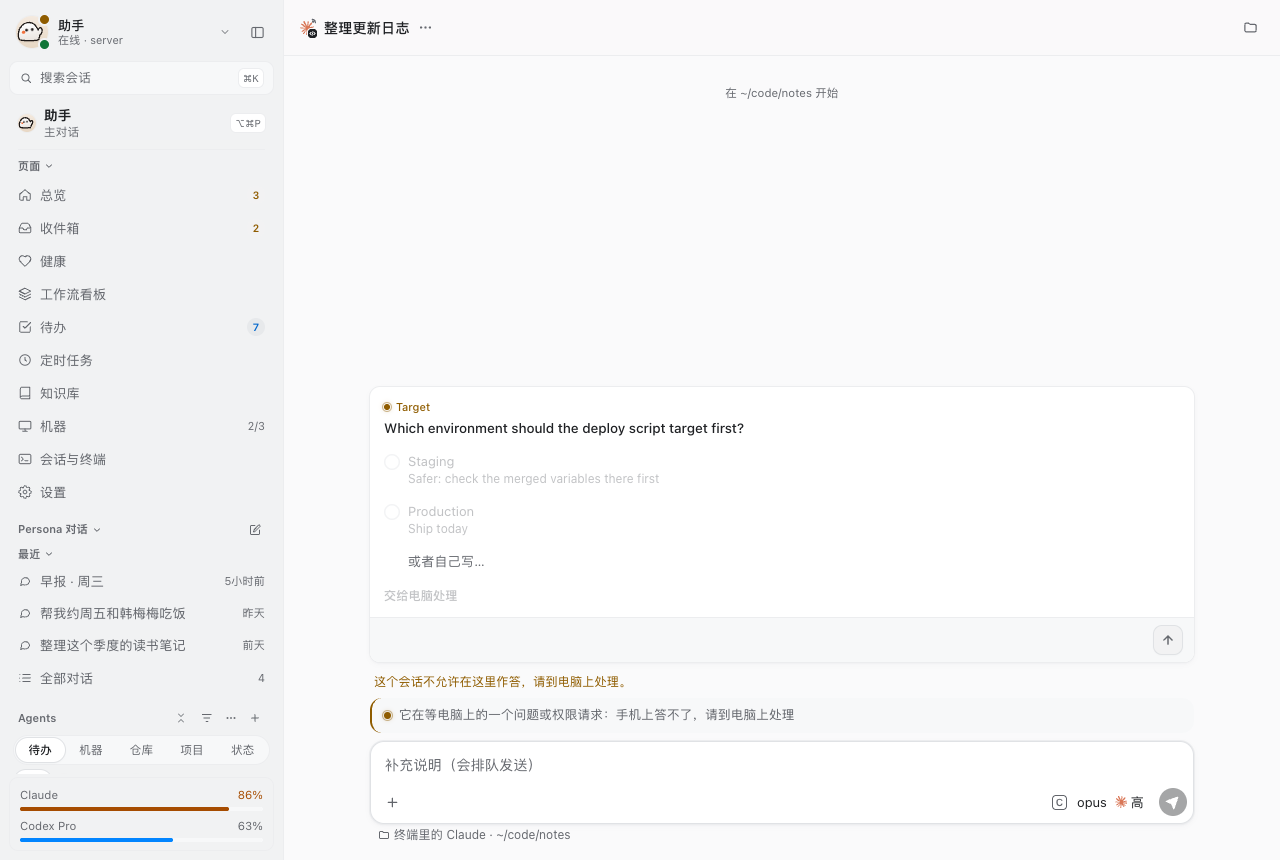 助手
在线 · server
搜索会话
⌘K
助手
主对话
⌥⌘P
页面
总览
3
收件箱
2
健康
工作流看板
待办
7
定时任务
知识库
机器
2/3
会话与终端
设置
Persona 对话
最近
早报 · 周三
5小时前
帮我约周五和韩梅梅吃饭
昨天
整理这个季度的读书笔记
前天
全部对话
4
Agents
待办
机器
仓库
项目
状态
Claude
86%
Codex Pro
63%
整理更新日志
在 ~/code/notes 开始
Target
Which environment should the deploy script target first?
Staging
Safer: check the merged variables there first
Production
Ship today
或者自己写...
交给电脑处理
这个会话不允许在这里作答，请到电脑上处理。
它在等电脑上的一个问题或权限请求：手机上答不了，请到电脑上处理
补充说明（会排队发送）
C
opus
高
终端里的 Claude · ~/code/notes